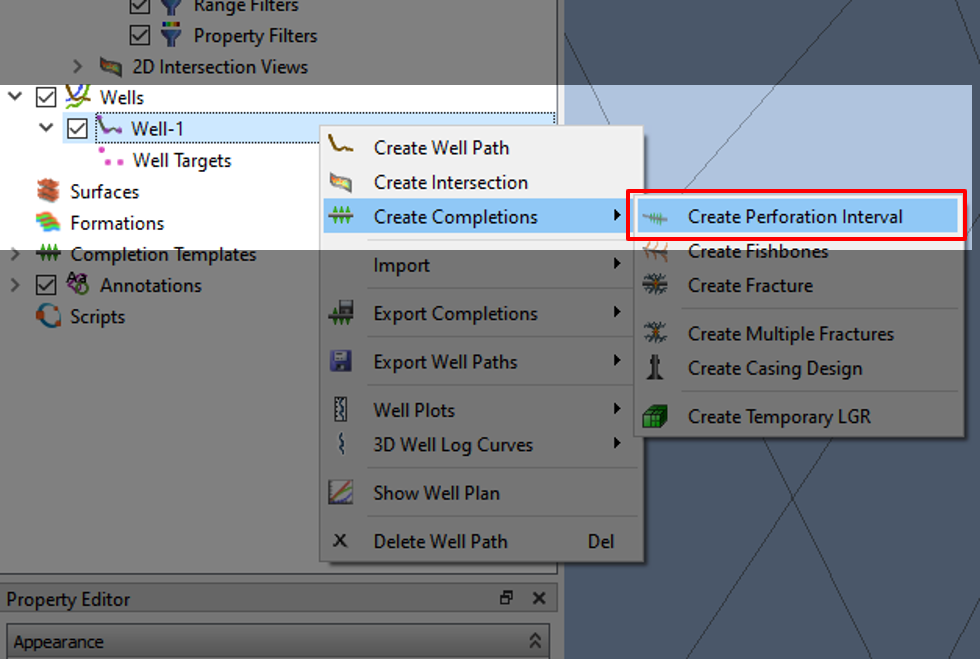 Range Filters
Property Filters
2D Intersection Views
Wells
Well-1
Well Targets
Surfaces
Formations
Completion Templates
Annotations
Scripts
Create Well Path
Create Intersection
Create Completions
Import
Export Completions
Export Well Paths
Well Plots
3D Well Log Curves
Show Well Plan
Delete Well Path Del
Create Perforation Interval
Create Fishbones
Create Fracture
Create Multiple Fractures
Create Casing Design
Create Temporary LGR
Property Editor
Appearance